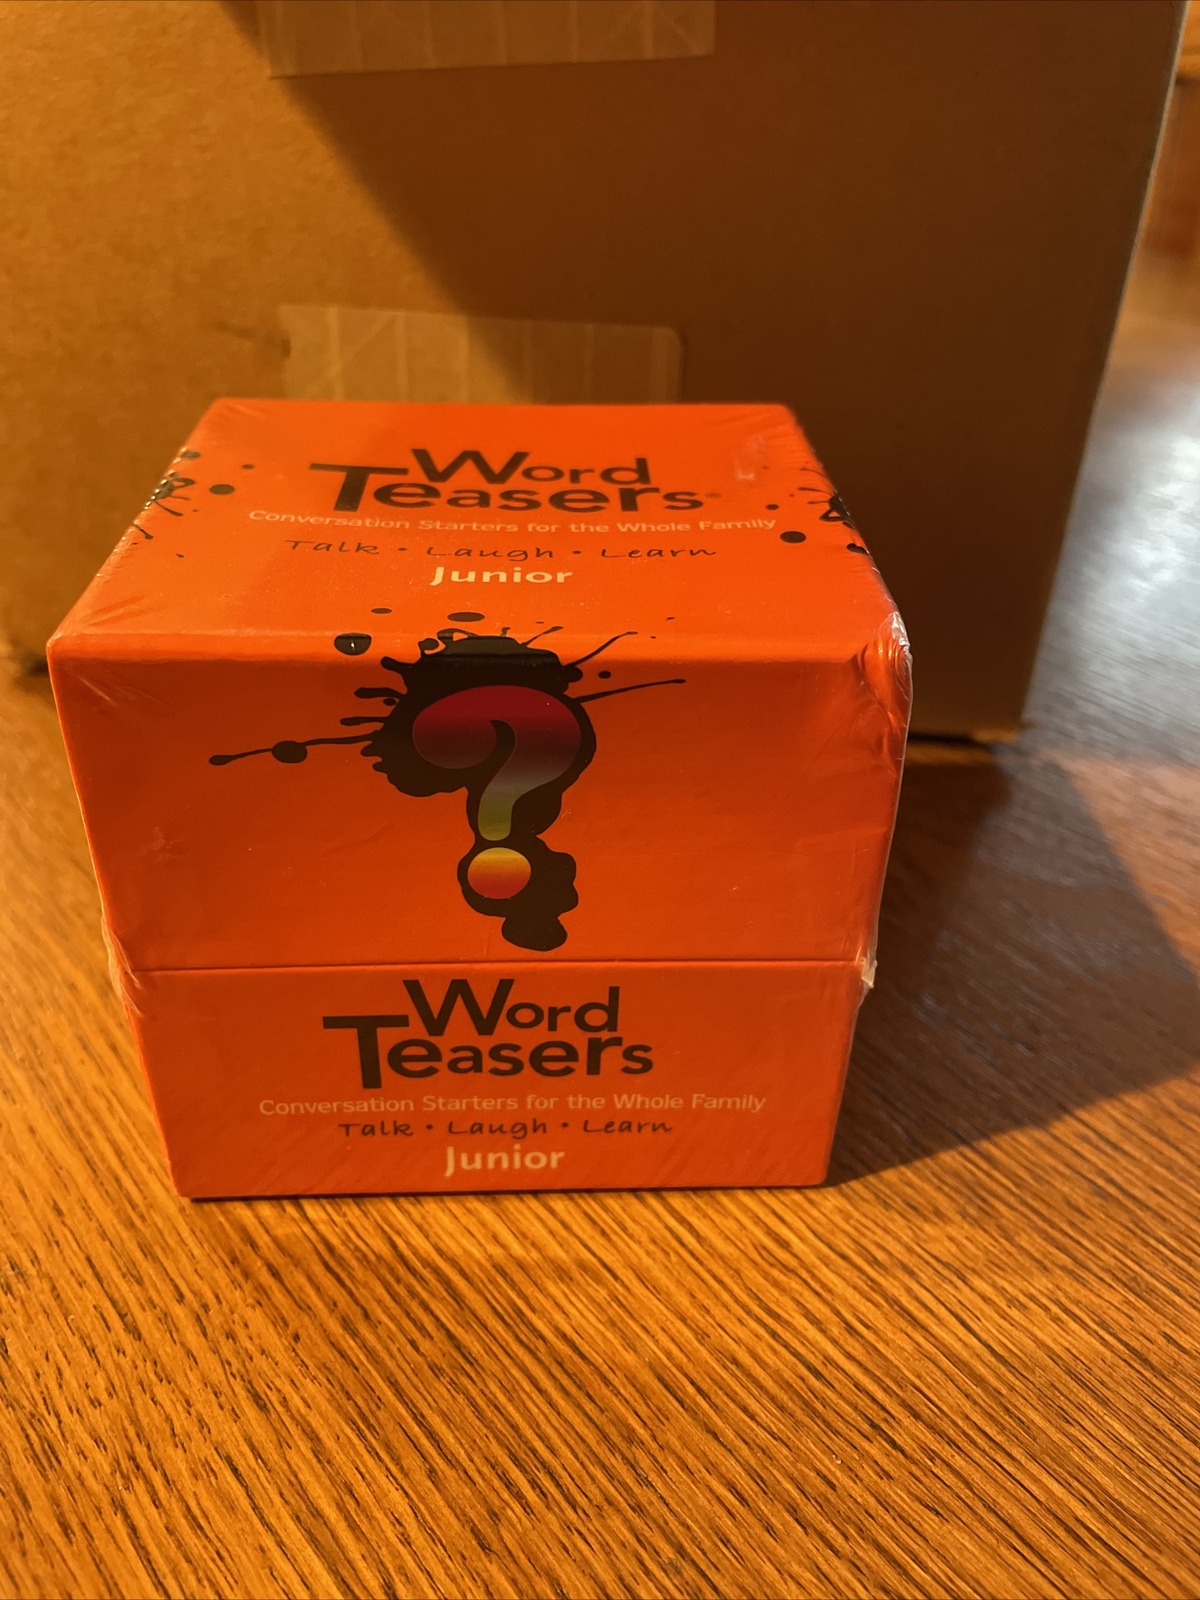 Word
Teasers®
Conversation Starters for the Whole Family
Talk • Laugh • Learn
Junior
?
Word
Teasers
Conversation Starters for the Whole Family
Talk • Laugh • Learn
Junior